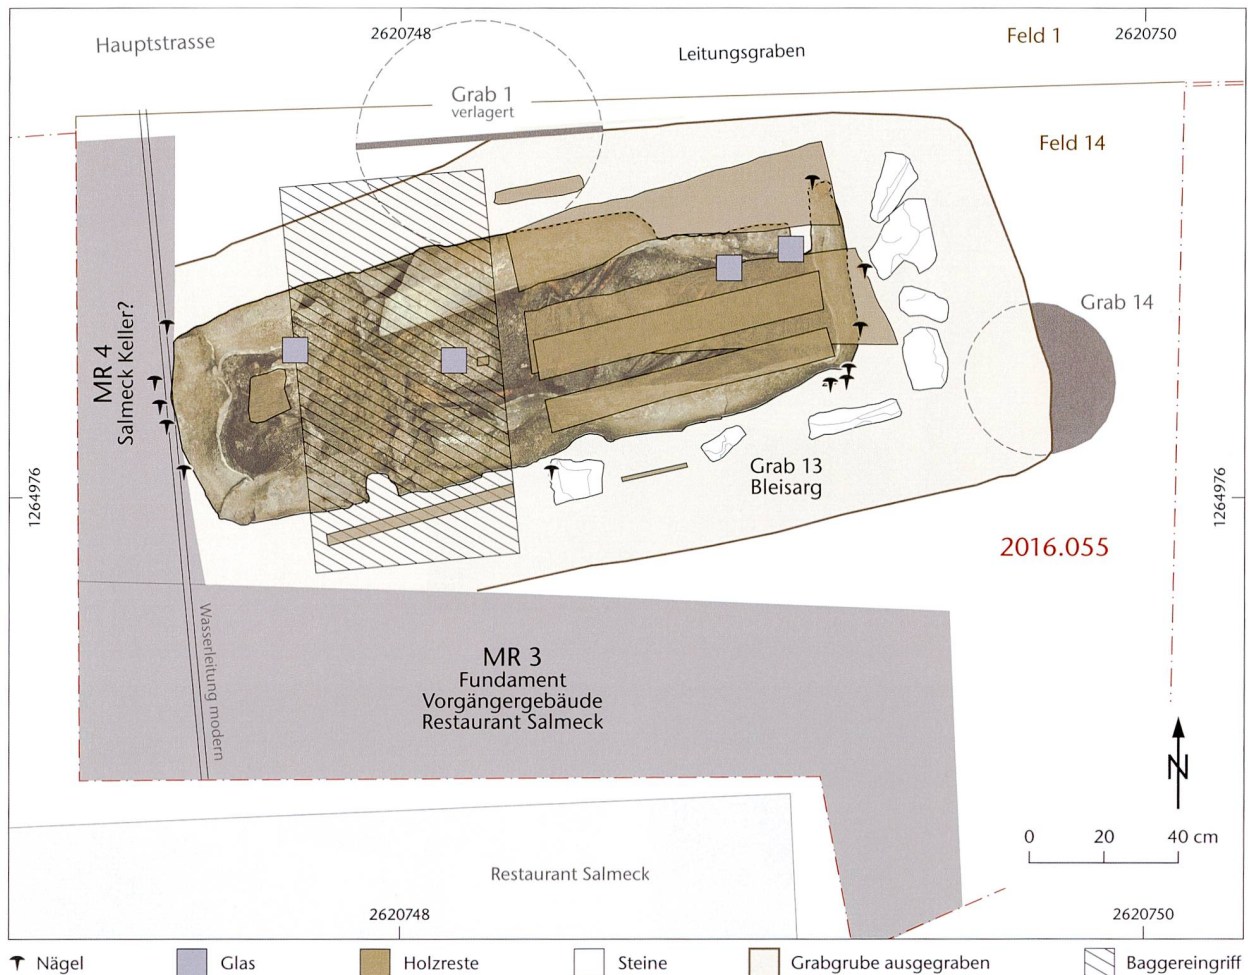 Hauptstrasse
2620748
Leitungsgraben
Feld 1
2620750
Grab 1
verlagert
Feld 14
Grab 14
MR 4
Salmeck Keller?
Grab 13
Bleisarg
1264976
1264976
2016.055
Wasserleitung modern
MR 3
Fundament
Vorgängergebäude
Restaurant Salmeck
N
0 20 40 cm
Restaurant Salmeck
2620748
2620750
Nägel
Glas
Holzreste
Steine
Grabgrube ausgegraben
Baggereingriff